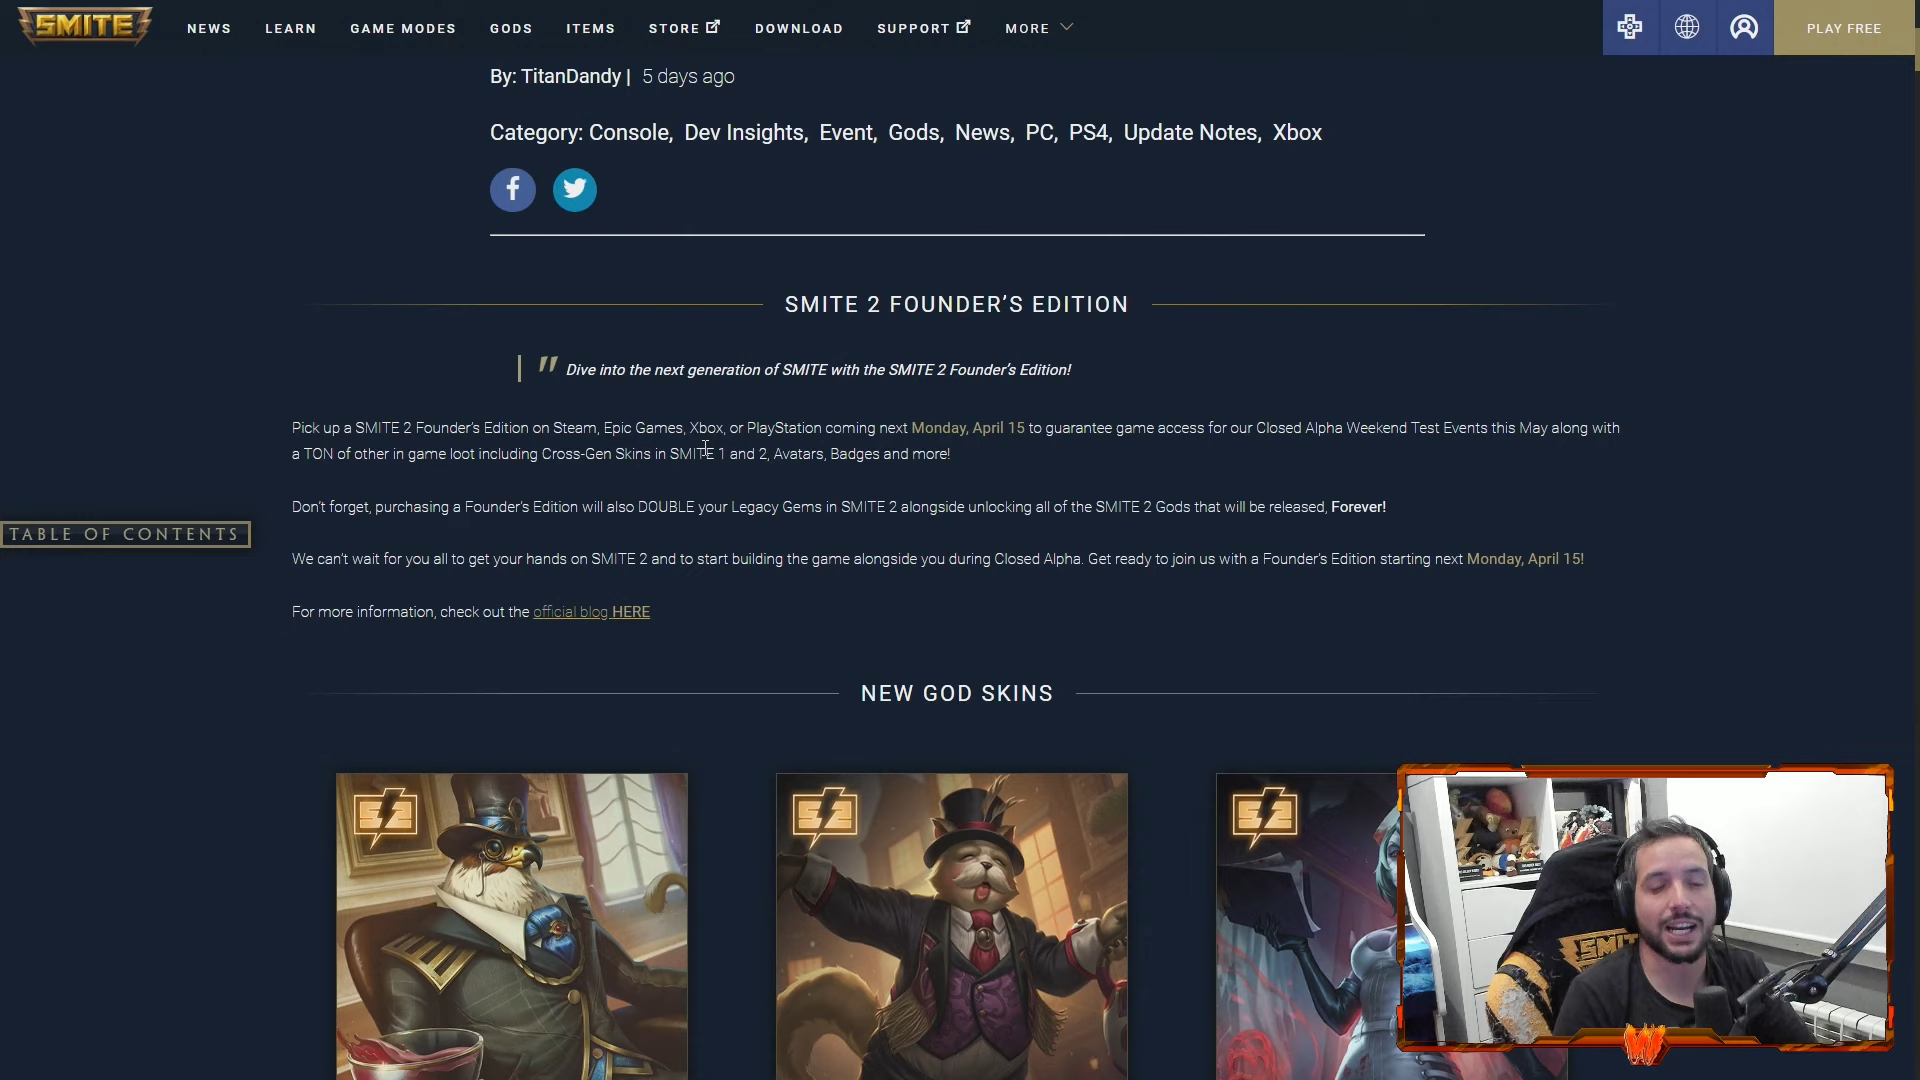 SMITE
NEWS LEARN GAME MODES GODS ITEMS STORE DOWNLOAD SUPPORT MORE PLAY FREE
By: TitanDandy | 5 days ago
Category: Console, Dev Insights, Event, Gods, News, PC, PS4, Update Notes, Xbox
SMITE 2 FOUNDER’S EDITION
" Dive into the next generation of SMITE with the SMITE 2 Founder’s Edition!
Pick up a SMITE 2 Founder’s Edition on Steam, Epic Games, Xbox, or PlayStation coming next Monday, April 15 to guarantee game access for our Closed Alpha Weekend Test Events this May along with
a TON of other in game loot including Cross-Gen Skins in SMITE 1 and 2, Avatars, Badges and more!
Don’t forget, purchasing a Founder’s Edition will also DOUBLE your Legacy Gems in SMITE 2 alongside unlocking all of the SMITE 2 Gods that will be released, Forever!
TABLE OF CONTENTS
We can’t wait for you all to get your hands on SMITE 2 and to start building the game alongside you during Closed Alpha. Get ready to join us with a Founder’s Edition starting next Monday, April 15!
For more information, check out the official blog HERE
NEW GOD SKINS
S2
S2
S2
SMIT
W